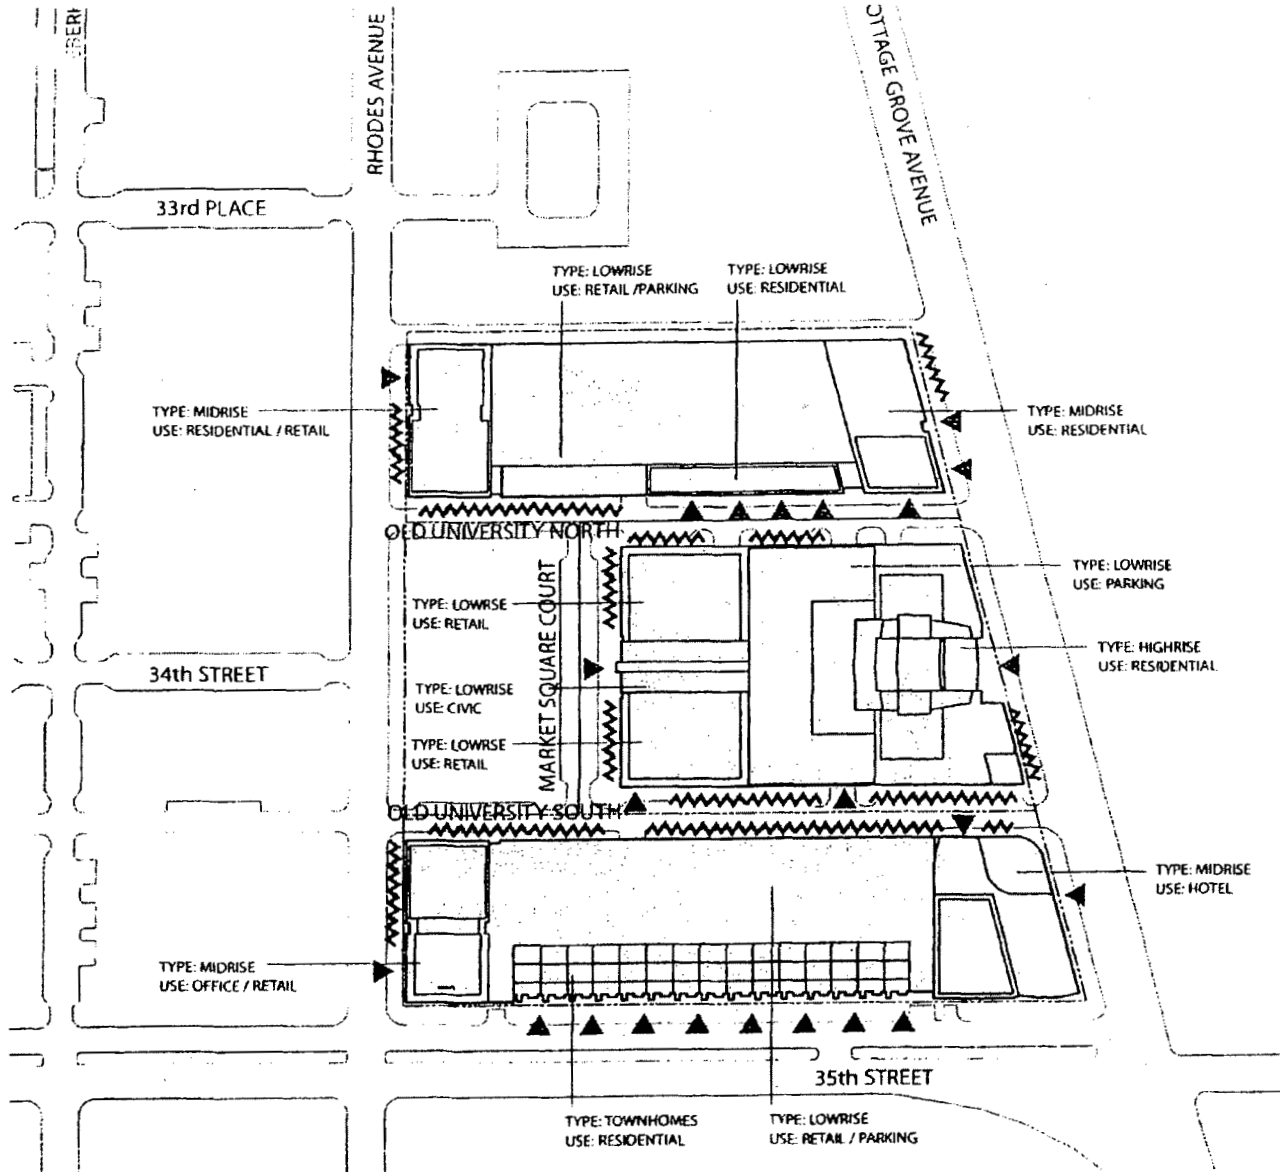 RHODES AVENUE
OTTAGE GROVE AVENUE
33rd PLACE
TYPE: LOWRISE
USE: RETAIL /PARKING
TYPE: LOWRISE
USE: RESIDENTIAL
TYPE: MIDRISE
USE: RESIDENTIAL / RETAIL
TYPE: MIDRISE
USE: RESIDENTIAL
OLD UNIVERSITY NORTH
TYPE: LOWRISE
USE: PARKING
TYPE: LOWRSE
USE: RETAIL
MARKET SQUARE COURT
34th STREET
TYPE: HIGHRISE
USE: RESIDENTIAL
TYPE: LOWRISE
USE: CIVIC
TYPE: LOWRSE
USE: RETAIL
OLD UNIVERSITY SOUTH
TYPE: MIDRISE
USE: HOTEL
TYPE: MIDRISE
USE: OFFICE / RETAIL
35th STREET
TYPE: TOWNHOMES
USE: RESIDENTIAL
TYPE: LOWRISE
USE: RETAIL / PARKING